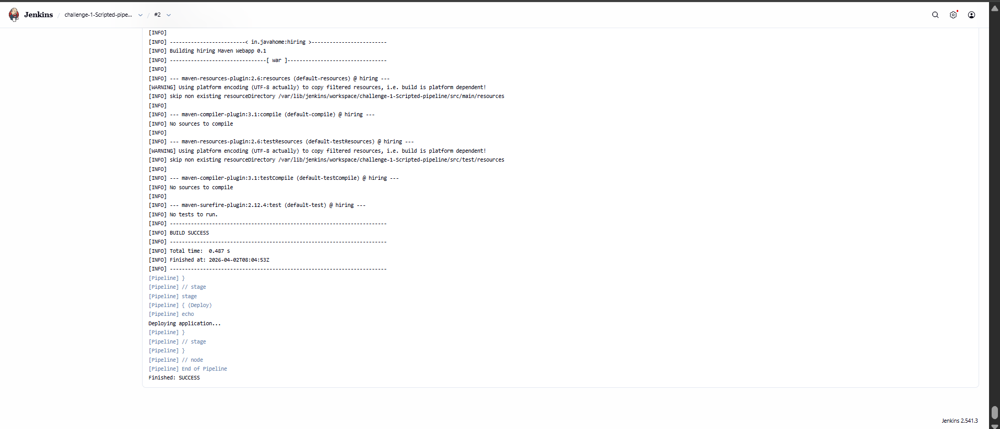 Jenkins / challenge-1-Scripted-pipe... / #2
[INFO]
[INFO] -------------------------< in.javahome:hiring >-------------------------
[INFO] Building hiring Maven Webapp 0.1
[INFO] --------------------------------[ war ]---------------------------------
[INFO]
[INFO] --- maven-resources-plugin:2.6:resources (default-resources) @ hiring ---
[WARNING] Using platform encoding (UTF-8 actually) to copy filtered resources, i.e. build is platform dependent!
[INFO] skip non existing resourceDirectory /var/lib/jenkins/workspace/challenge-1-Scripted-pipeline/src/main/resources
[INFO]
[INFO] --- maven-compiler-plugin:3.1:compile (default-compile) @ hiring ---
[INFO] No sources to compile
[INFO]
[INFO] --- maven-resources-plugin:2.6:testResources (default-testResources) @ hiring ---
[WARNING] Using platform encoding (UTF-8 actually) to copy filtered resources, i.e. build is platform dependent!
[INFO] skip non existing resourceDirectory /var/lib/jenkins/workspace/challenge-1-Scripted-pipeline/src/test/resources
[INFO]
[INFO] --- maven-compiler-plugin:3.1:testCompile (default-testCompile) @ hiring ---
[INFO] No sources to compile
[INFO]
[INFO] --- maven-surefire-plugin:2.12.4:test (default-test) @ hiring ---
[INFO] No tests to run.
[INFO] ------------------------------------------------------------------------
[INFO] BUILD SUCCESS
[INFO] ------------------------------------------------------------------------
[INFO] Total time:  0.487 s
[INFO] Finished at: 2026-04-02T08:04:53Z
[INFO] ------------------------------------------------------------------------
[Pipeline] }
[Pipeline] // stage
[Pipeline] stage
[Pipeline] { (Deploy)
[Pipeline] echo
Deploying application...
[Pipeline] }
[Pipeline] // stage
[Pipeline] }
[Pipeline] // node
[Pipeline] End of Pipeline
Finished: SUCCESS
Jenkins 2.541.3